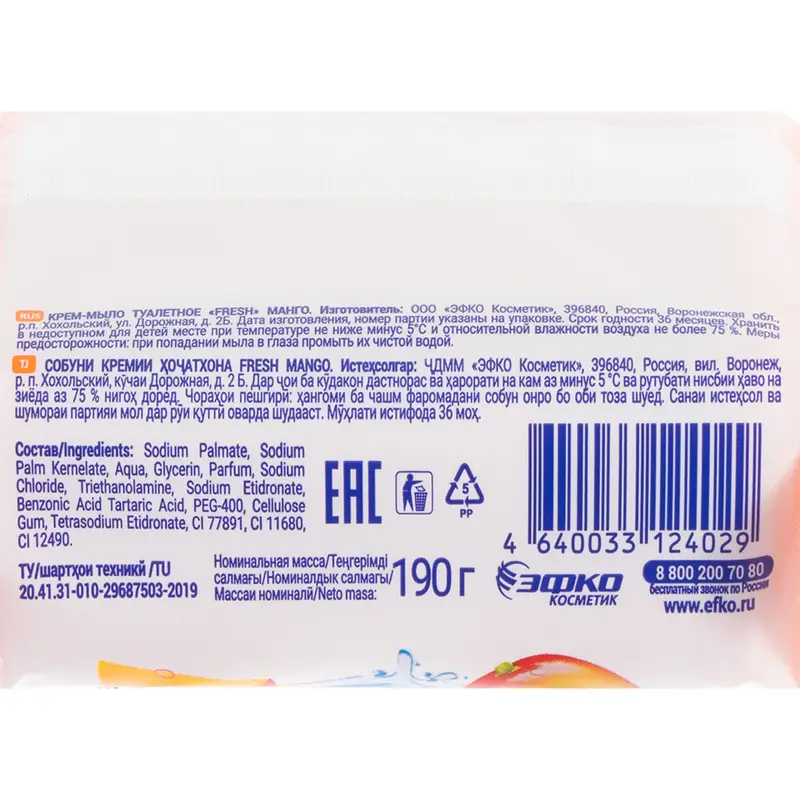 RUS КРЕМ-МЫЛО ТУАЛЕТНОЕ «FRESH» МАНГО. Изготовитель: ООО «ЭФКО Косметик», 396840, Россия, Воронежская обл.,
р.п. Хохольский, ул. Дорожная, д. 2Б. Дата изготовления, номер партии указаны на упаковке. Срок годности 36 месяцев. Хранить
в недоступном для детей месте при температуре не ниже минус 5°С и относительной влажности воздуха не более 75 %. Меры
предосторожности: при попадании мыла в глаза промыть их чистой водой.
TJ СОБУНИ КРЕМИИ ҲОҶАТХОНА FRESH MANGO. Истеҳсолгар: ҶДММ «ЭФКО Косметик», 396840, Россия, вил. Воронеж,
р. п. Хохольский, кӯчаи Дорожная, д. 2 Б. Дар ҷои ба кӯдакон дастнорас ва ҳарорати на кам аз минус 5 °С ва рутубати нисбии ҳаво на
зиёда аз 75 % нигоҳ доред. Чораҳои пешгирӣ: ҳангоми ба чашм фаромадани собун онро бо оби тоза шуед. Санаи истеҳсол ва
шумораи партияи мол дар рӯи қуттӣ оварда шудааст. Мӯҳлати истифода 36 моҳ.
Состав/Ingredients: Sodium Palmate, Sodium
Palm Kernelate, Aqua, Glycerin, Parfum, Sodium
Chloride, Triethanolamine, Sodium Etidronate,
Benzonic Acid Tartaric Acid, PEG-400, Cellulose
Gum, Tetrasodium Etidronate, CI 77891, CI 11680,
CI 12490.
ТУ/шартҳои техникӣ /TU
20.41.31-010-29687503-2019
EAC
5
PP
Номинальная масса/Теңгерімді
салмағы/Номиналдык салмагы/
Массаи номиналӣ/Neto masa:
190 г
4 640033 124029
ЭФКО
КОСМЕТИК
8 800 200 70 80
бесплатный звонок по России
www.efko.ru